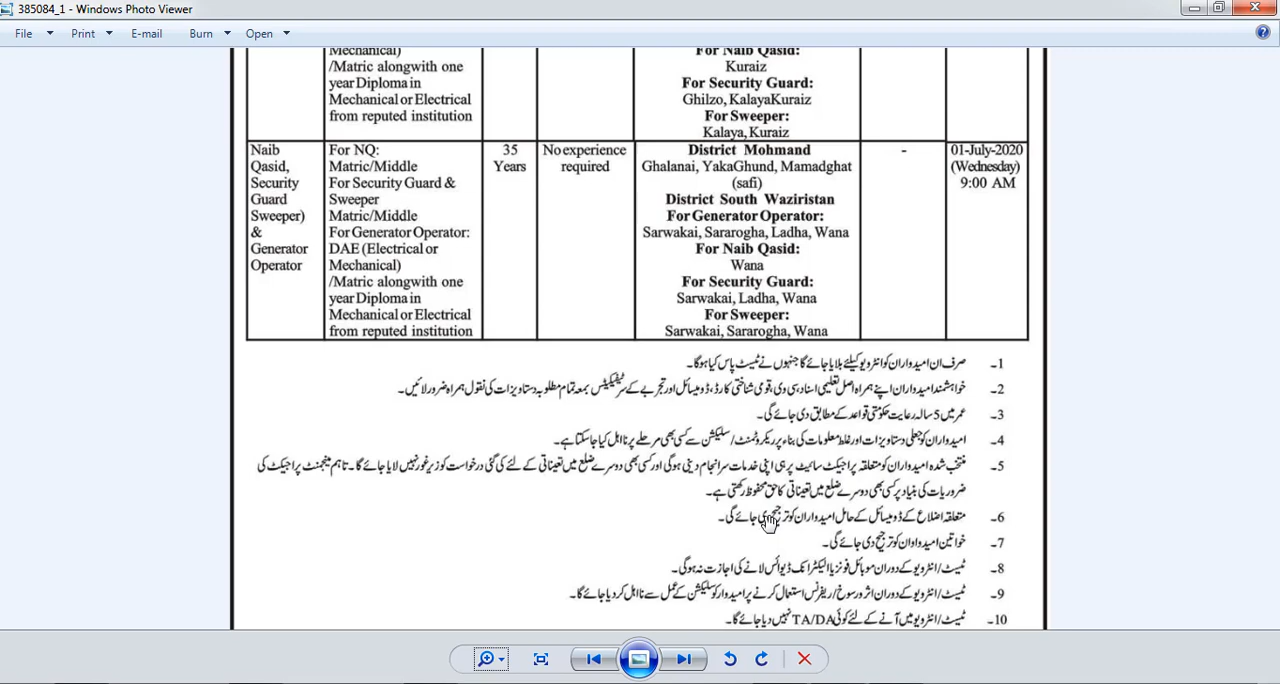 385084_1 - Windows Photo Viewer
File Print E-mail Burn Open
Mechanical)
/Matric alongwith one
year Diploma in
Mechanical or Electrical
from reputed institution
For Naib Qasid:
Kuraiz
For Security Guard:
Ghilzo, KalayaKuraiz
For Sweeper:
Kalaya, Kuraiz
Naib
Qasid,
Security
Guard
Sweeper)
&
Generator
Operator
For NQ:
Matric/Middle
For Security Guard &
Sweeper
Matric/Middle
For Generator Operator:
DAE (Electrical or
Mechanical)
/Matric alongwith one
year Diploma in
Mechanical or Electrical
from reputed institution
35
Years
No experience
required
District Mohmand
Ghalanai, YakaGhund, Mamadghat
(safi)
District South Waziristan
For Generator Operator:
Sarwakai, Sararogha, Ladha, Wana
For Naib Qasid:
Wana
For Security Guard:
Sarwakai, Ladha, Wana
For Sweeper:
Sarwakai, Sararogha, Wana
-
01-July-2020
(Wednesday)
9:00 AM
1۔ صرف ان امیدواران کو انٹرویو کیلئے بلایا جائے گا جنہوں نے ٹیسٹ پاس کیا ہوگا۔
2۔ خواہشمند امیدواران اپنے ہمراہ اصل تعلیمی اسناد، سی وی، قومی شناختی کارڈ، ڈومیسائل اور تجربے کے سرٹیفکیٹس بمعہ تمام مطلوبہ دستاویزات کی نقول ہمراہ ضرور لائیں۔
3۔ عمر میں 5 سالہ رعایت حکومتی قواعد کے مطابق دی جائے گی۔
4۔ امیدواران کو جعلی دستاویزات اور غلط معلومات کی بناء پر ریکروٹمنٹ/سلیکشن سے کسی بھی مرحلے پر نااہل کیا جاسکتا ہے۔
5۔ منتخب شدہ امیدواران کو متعلقہ پراجیکٹ سائیٹ پر ہی اپنی خدمات سرانجام دینی ہوگی اور کسی بھی دوسرے ضلع میں تعیناتی کے لئے کی گئی درخواست کو زیر غور نہیں لایا جائے گا۔ تاہم مینجمنٹ پراجیکٹ کی
ضروریات کی بنیاد پر کسی بھی دوسرے ضلع میں تعیناتی کا حق محفوظ رکھتی ہے۔
6۔ متعلقہ اضلاع کے ڈومیسائل کے حامل امیدواران کو ترجیح دی جائے گی۔
7۔ خواتین امیدواران کو ترجیح دی جائے گی۔
8۔ ٹیسٹ/انٹرویو کے دوران موبائل فونز یا الیکٹرانک ڈیوائس لانے کی اجازت نہ ہوگی۔
9۔ ٹیسٹ/انٹرویو کے دوران اثرورسوخ/ریفرنس استعمال کرنے پر امیدوار کو سلیکشن کے عمل سے نااہل کردیا جائے گا۔
10۔ ٹیسٹ/انٹرویو میں آنے کے لئے کوئی TA/DA نہیں دیا جائے گا۔